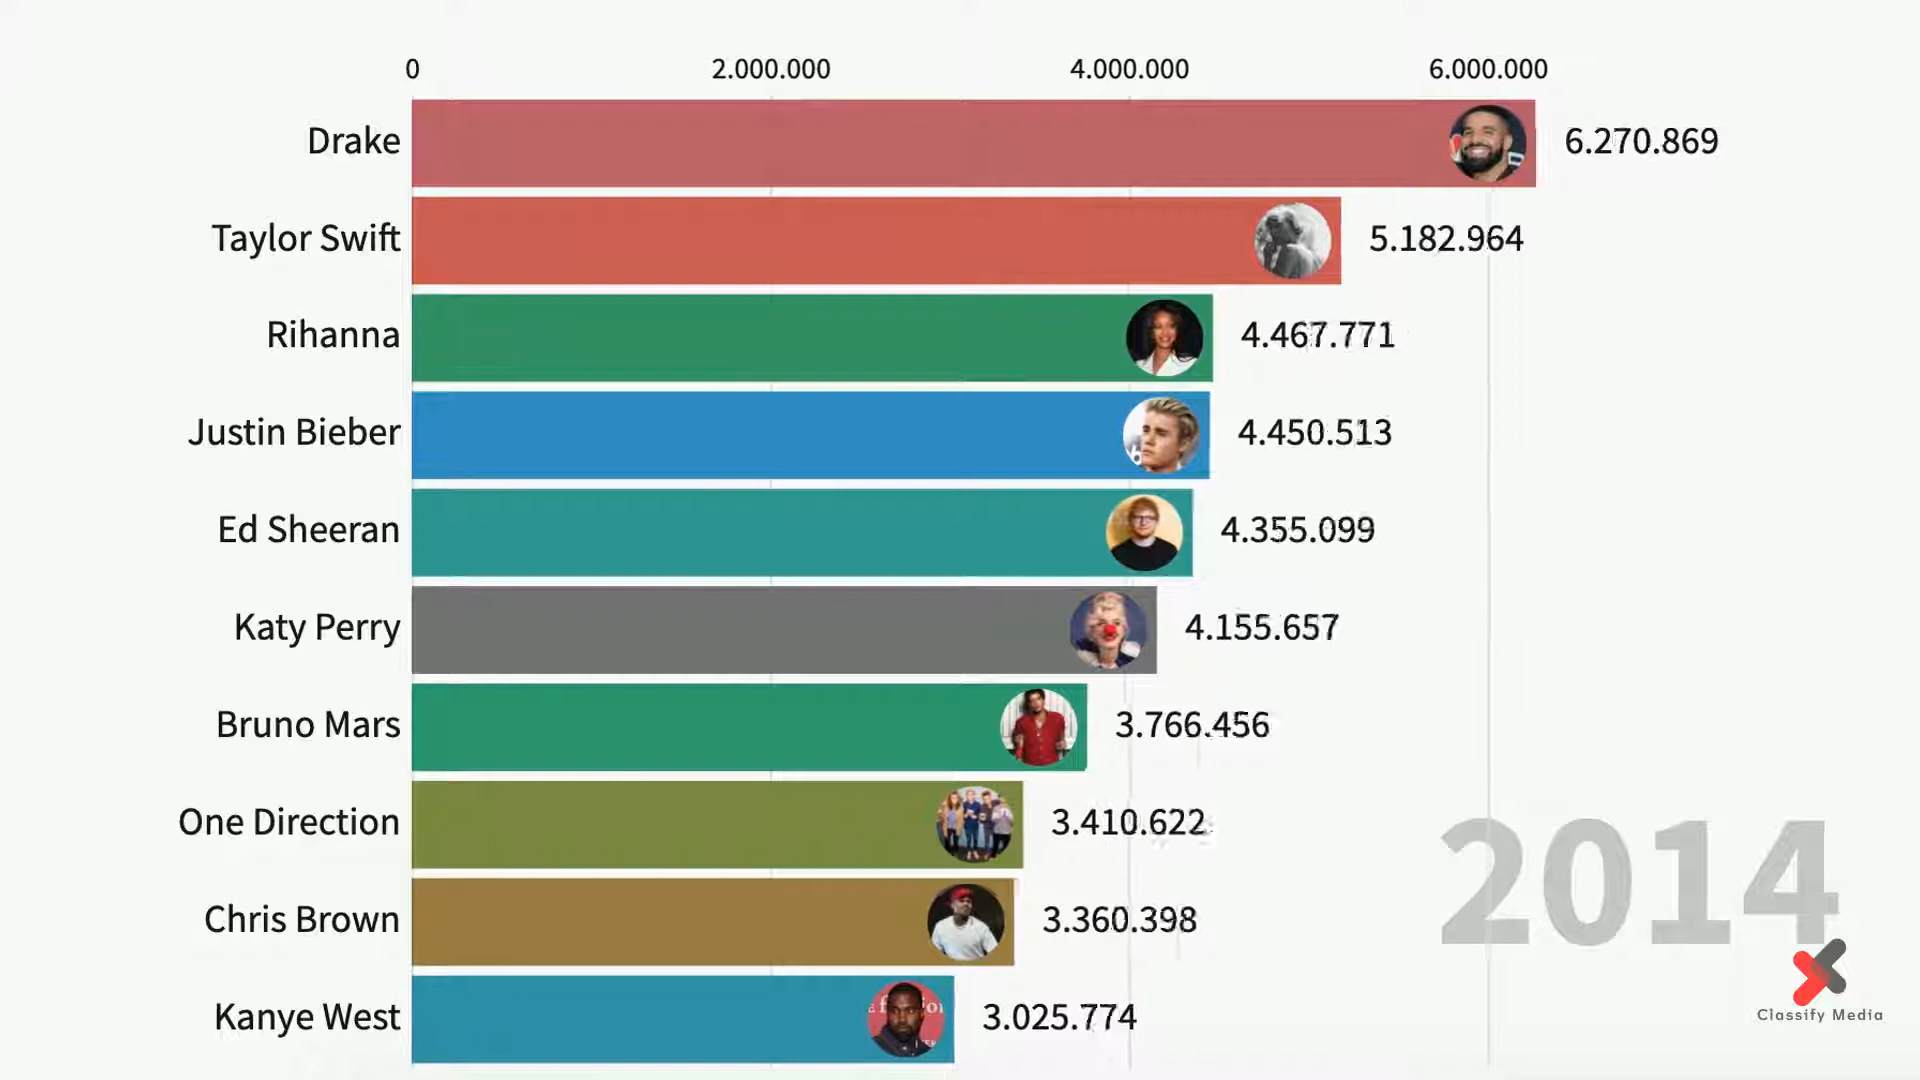 0 2.000.000 4.000.000 6.000.000
Drake 6.270.869
Taylor Swift 5.182.964
Rihanna 4.467.771
Justin Bieber 4.450.513
Ed Sheeran 4.355.099
Katy Perry 4.155.657
Bruno Mars 3.766.456
One Direction 3.410.622
Chris Brown 3.360.398
Kanye West 3.025.774
2014
Classify Media